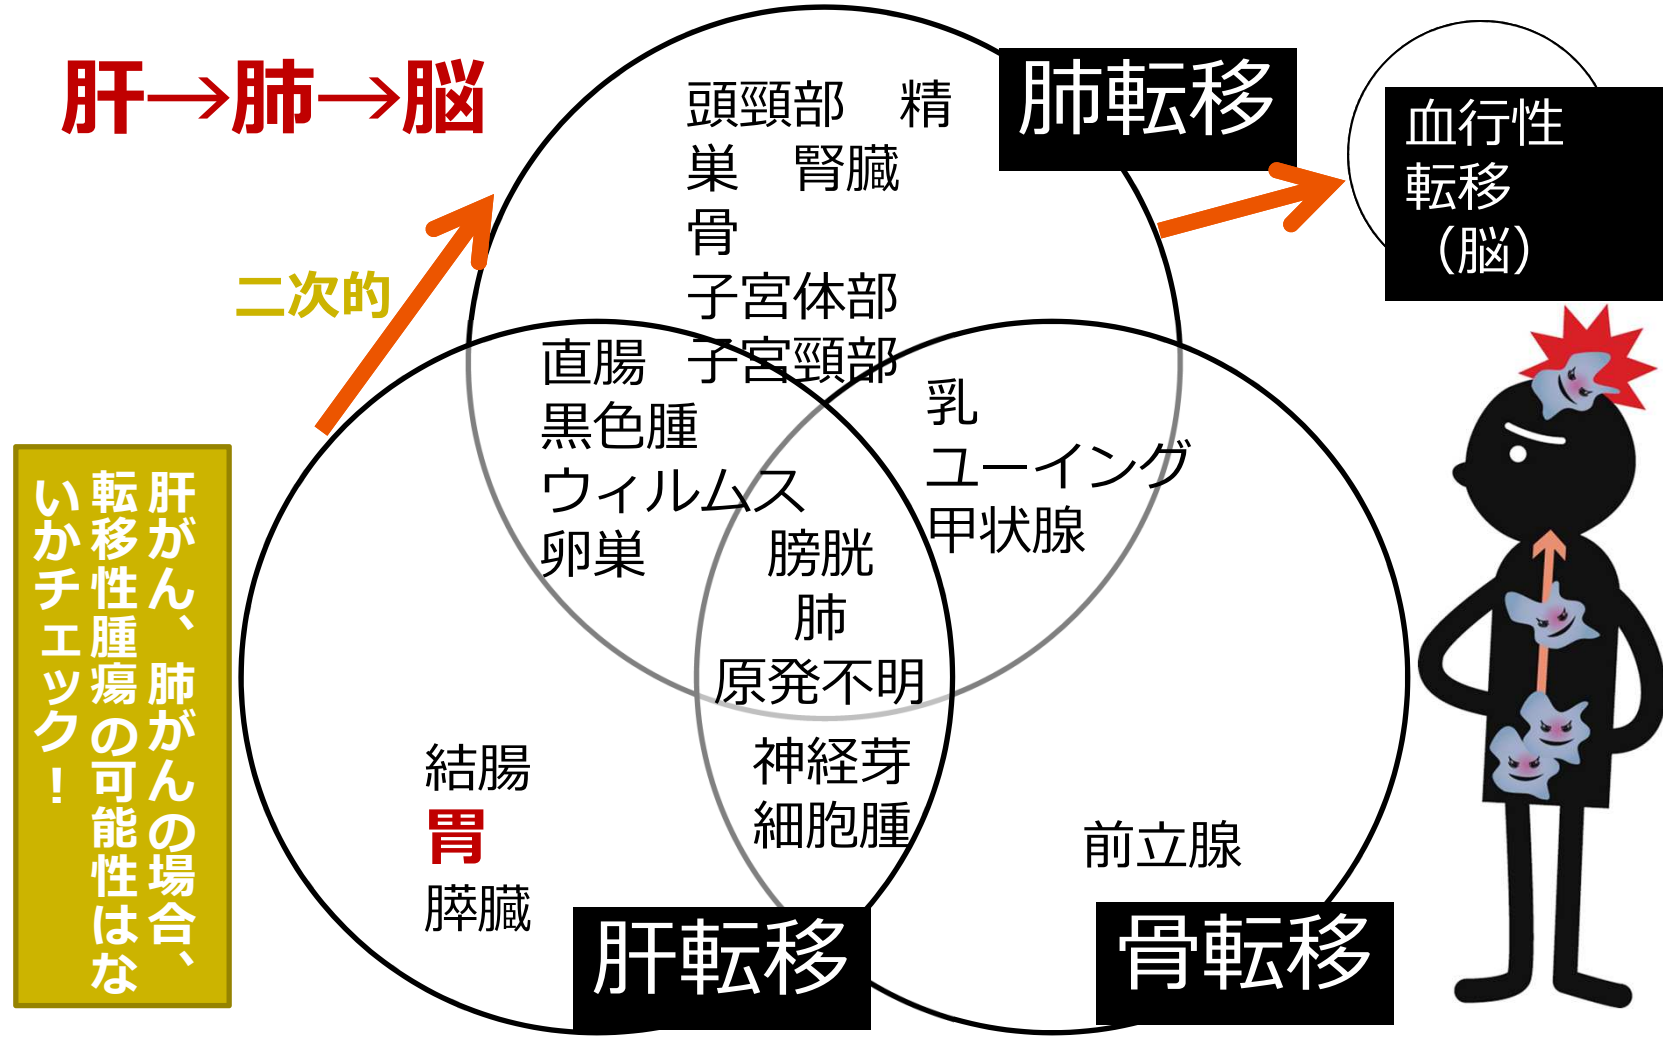 肝→肺→脳
頭頸部　精
巣　腎臓
骨
子宮体部
子宮頸部
肺転移
血行性
転移
（脳）
二次的
直腸
黒色腫
ウィルムス
卵巣
乳
ユーイング
甲状腺
膀胱
肺
原発不明
神経芽
細胞腫
結腸
胃
膵臓
前立腺
肝転移
骨転移
肝がん、肺がんの場合、
転移性腫瘍の可能性はな
いかチェック！